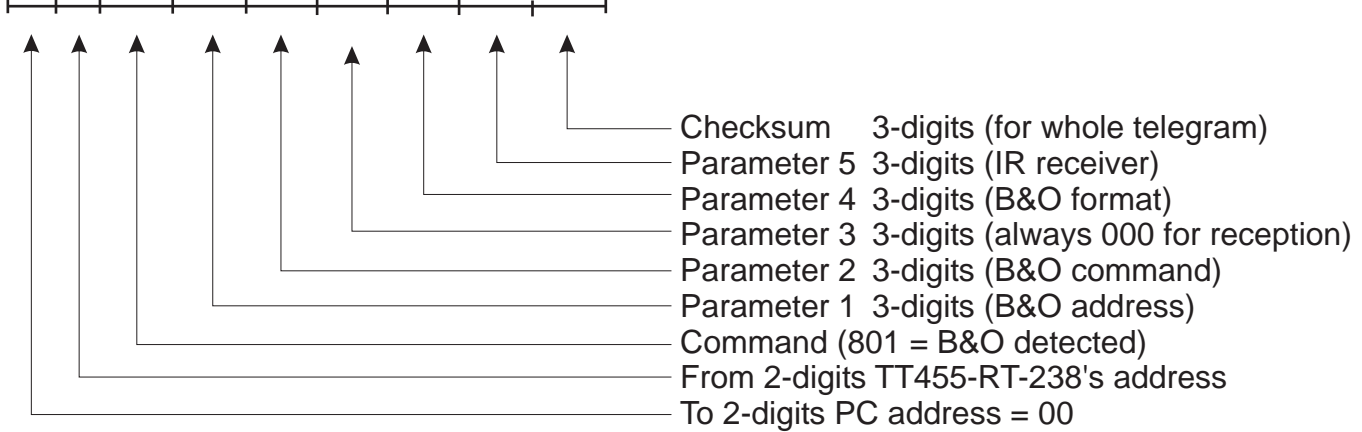 Checksum 3-digits (for whole telegram)
Parameter 5 3-digits (IR receiver)
Parameter 4 3-digits (B&O format)
Parameter 3 3-digits (always 000 for reception)
Parameter 2 3-digits (B&O command)
Parameter 1 3-digits (B&O address)
Command (801 = B&O detected)
From 2-digits TT455-RT-238's address
To 2-digits PC address = 00